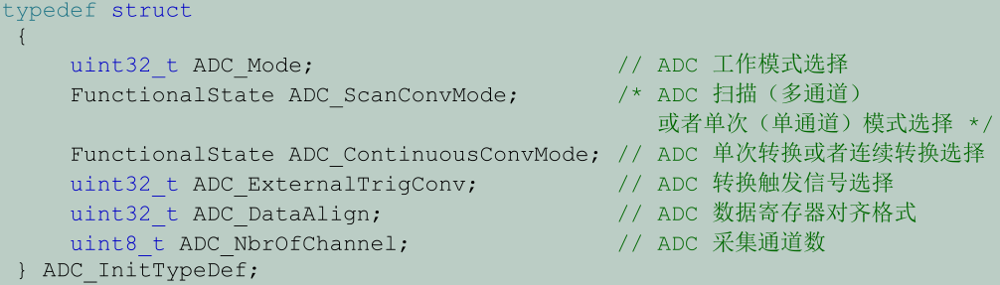 typedef struct
{
uint32_t ADC_Mode; // ADC 工作模式选择
FunctionalState ADC_ScanConvMode; /* ADC 扫描（多通道）
或者单次（单通道）模式选择 */
FunctionalState ADC_ContinuousConvMode; // ADC 单次转换或者连续转换选择
uint32_t ADC_ExternalTrigConv; // ADC 转换触发信号选择
uint32_t ADC_DataAlign; // ADC 数据寄存器对齐格式
uint8_t ADC_NbrOfChannel; // ADC 采集通道数
} ADC_InitTypeDef;